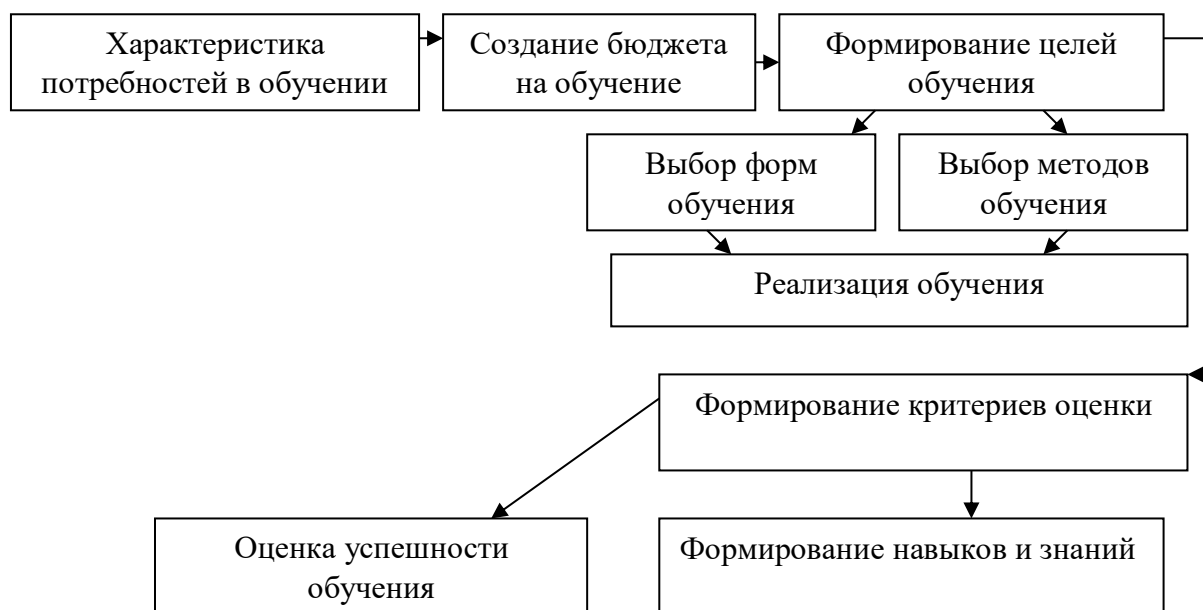 Характеристика
потребностей в обучении
Создание бюджета
на обучение
Формирование целей
обучения
Выбор форм
обучения
Выбор методов
обучения
Реализация обучения
Формирование критериев оценки
Оценка успешности
обучения
Формирование навыков и знаний